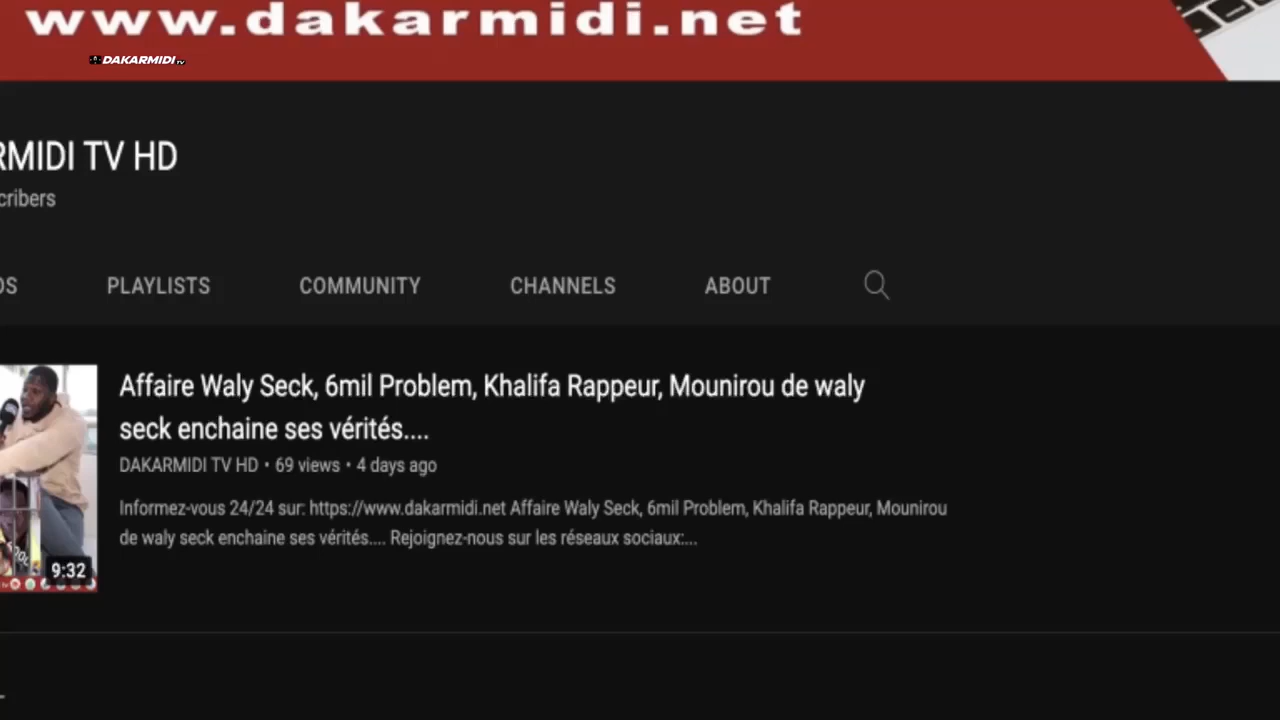 www.dakarmidi.net
DAKARMIDI TV
RMIDI TV HD
cribers
OS
PLAYLISTS
COMMUNITY
CHANNELS
ABOUT
Affaire Waly Seck, 6mil Problem, Khalifa Rappeur, Mounirou de waly
seck enchaine ses vérités....
DAKARMIDI TV HD • 69 views • 4 days ago
Informez-vous 24/24 sur: https://www.dakarmidi.net Affaire Waly Seck, 6mil Problem, Khalifa Rappeur, Mounirou
de waly seck enchaine ses vérités.... Rejoignez-nous sur les réseaux sociaux:...
9:32